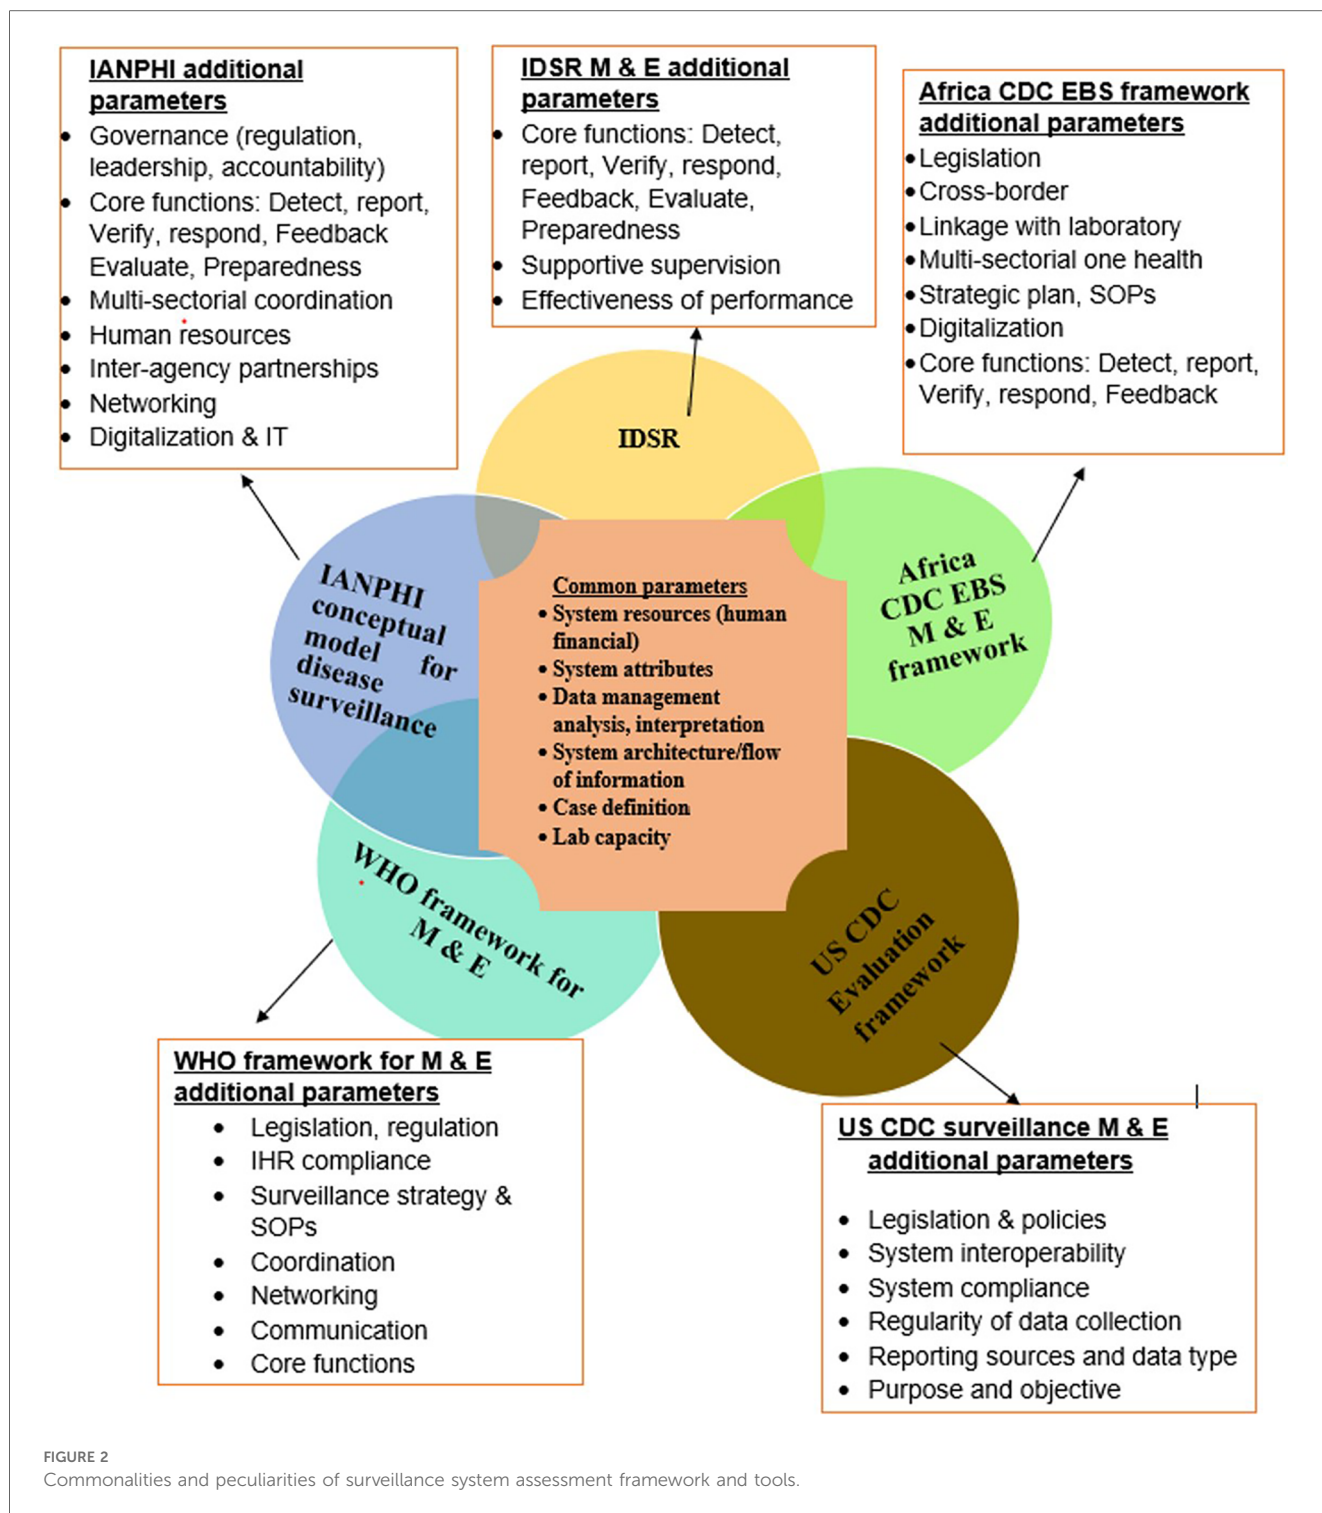 IANPHI additional
parameters
• Governance (regulation,
leadership, accountability)
• Core functions: Detect, report,
Verify, respond, Feedback
Evaluate, Preparedness
• Multi-sectorial coordination
• Human resources
• Inter-agency partnerships
• Networking
• Digitalization & IT
IDSR M & E additional
parameters
• Core functions: Detect,
report, Verify, respond,
Feedback, Evaluate,
Preparedness
• Supportive supervision
• Effectiveness of performance
Africa CDC EBS framework
additional parameters
• Legislation
• Cross-border
• Linkage with laboratory
• Multi-sectorial one health
• Strategic plan, SOPs
• Digitalization
• Core functions: Detect, report,
Verify, respond, Feedback
IDSR
IANPHI
conceptual
model for
disease
surveillance
Common parameters
• System resources (human
financial)
• System attributes
• Data management
analysis, interpretation
• System architecture/flow
of information
• Case definition
• Lab capacity
Africa
CDC EBS
M & E
framework
WHO framework for
M & E
US CDC
Evaluation
framework
WHO framework for M & E
additional parameters
• Legislation, regulation
• IHR compliance
• Surveillance strategy &
SOPs
• Coordination
• Networking
• Communication
• Core functions
US CDC surveillance M & E
additional parameters
• Legislation & policies
• System interoperability
• System compliance
• Regularity of data collection
• Reporting sources and data type
• Purpose and objective
FIGURE 2
Commonalities and peculiarities of surveillance system assessment framework and tools.